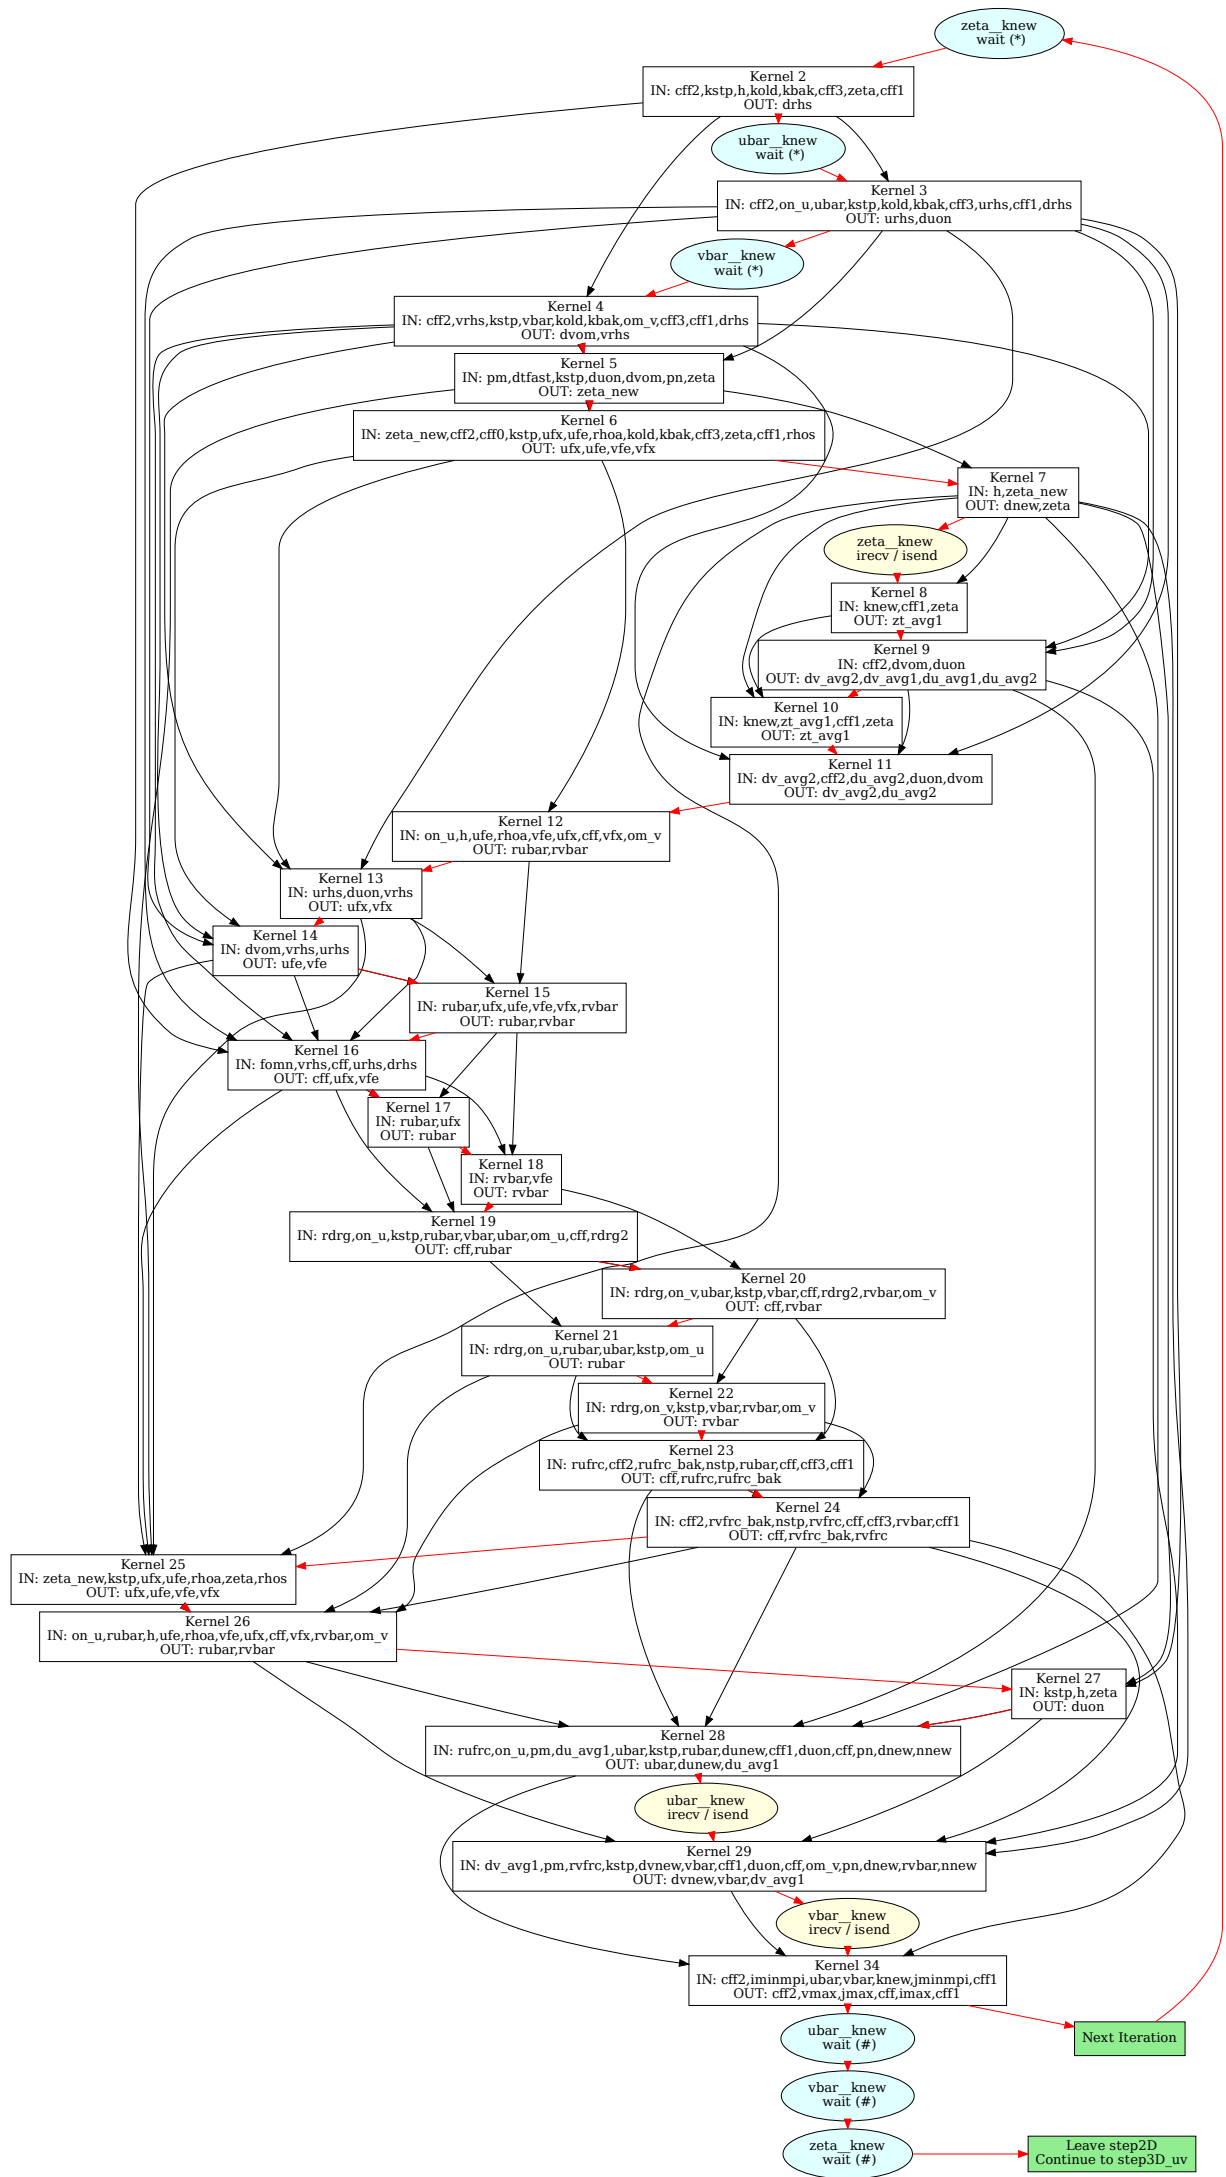 zeta__knew
wait (*)
Kernel 2
IN: cff2,kstp,h,kold,kbak,cff3,zeta,cff1
OUT: drhs
ubar__knew
wait (*)
Kernel 3
IN: cff2,on_u,ubar,kstp,kold,kbak,cff3,urhs,cff1,drhs
OUT: urhs,duon
vbar__knew
wait (*)
Kernel 4
IN: cff2,vrhs,kstp,vbar,kold,kbak,om_v,cff3,cff1,drhs
OUT: dvom,vrhs
Kernel 5
IN: pm,dtfast,kstp,duon,dvom,pn,zeta
OUT: zeta_new
Kernel 6
IN: zeta_new,cff2,cff0,kstp,ufx,ufe,rhoa,kold,kbak,cff3,zeta,cff1,rhos
OUT: ufx,ufe,vfe,vfx
Kernel 7
IN: h,zeta_new
OUT: dnew,zeta
zeta__knew
irecv / isend
Kernel 8
IN: knew,cff1,zeta
OUT: zt_avg1
Kernel 9
IN: cff2,dvom,duon
OUT: dv_avg2,dv_avg1,du_avg1,du_avg2
Kernel 10
IN: knew,zt_avg1,cff1,zeta
OUT: zt_avg1
Kernel 11
IN: dv_avg2,cff2,du_avg2,duon,dvom
OUT: dv_avg2,du_avg2
Kernel 12
IN: on_u,h,ufe,rhoa,vfe,ufx,cff,vfx,om_v
OUT: rubar,rvbar
Kernel 13
IN: urhs,duon,vrhs
OUT: ufx,vfx
Kernel 14
IN: dvom,vrhs,urhs
OUT: ufe,vfe
Kernel 15
IN: rubar,ufx,ufe,vfe,vfx,rvbar
OUT: rubar,rvbar
Kernel 16
IN: fomn,vrhs,cff,urhs,drhs
OUT: cff,ufx,vfe
Kernel 17
IN: rubar,ufx
OUT: rubar
Kernel 18
IN: rvbar,vfe
OUT: rvbar
Kernel 19
IN: rdrg,on_u,kstp,rubar,vbar,ubar,om_u,cff,rdrg2
OUT: cff,rubar
Kernel 20
IN: rdrg,on_v,ubar,kstp,vbar,cff,rdrg2,rvbar,om_v
OUT: cff,rvbar
Kernel 21
IN: rdrg,on_u,rubar,ubar,kstp,om_u
OUT: rubar
Kernel 22
IN: rdrg,on_v,kstp,vbar,rvbar,om_v
OUT: rvbar
Kernel 23
IN: rufrc,cff2,rufrc_bak,nstp,rubar,cff,cff3,cff1
OUT: cff,rufrc,rufrc_bak
Kernel 24
IN: cff2,rvfrc_bak,nstp,rvfrc,cff,cff3,rvbar,cff1
OUT: cff,rvfrc_bak,rvfrc
Kernel 25
IN: zeta_new,kstp,ufx,ufe,rhoa,zeta,rhos
OUT: ufx,ufe,vfe,vfx
Kernel 26
IN: on_u,rubar,h,ufe,rhoa,vfe,ufx,cff,vfx,rvbar,om_v
OUT: rubar,rvbar
Kernel 27
IN: kstp,h,zeta
OUT: duon
Kernel 28
IN: rufrc,on_u,pm,du_avg1,ubar,kstp,rubar,dunew,cff1,duon,cff,pn,dnew,nnew
OUT: ubar,dunew,du_avg1
ubar__knew
irecv / isend
Kernel 29
IN: dv_avg1,pm,rvfrc,kstp,dvnew,vbar,cff1,duon,cff,om_v,pn,dnew,rvbar,nnew
OUT: dvnew,vbar,dv_avg1
vbar__knew
irecv / isend
Kernel 34
IN: cff2,iminmpi,ubar,vbar,knew,jminmpi,cff1
OUT: cff2,vmax,jmax,cff,imax,cff1
ubar__knew
wait (#)
Next Iteration
vbar__knew
wait (#)
zeta__knew
wait (#)
Leave step2D
Continue to step3D_uv